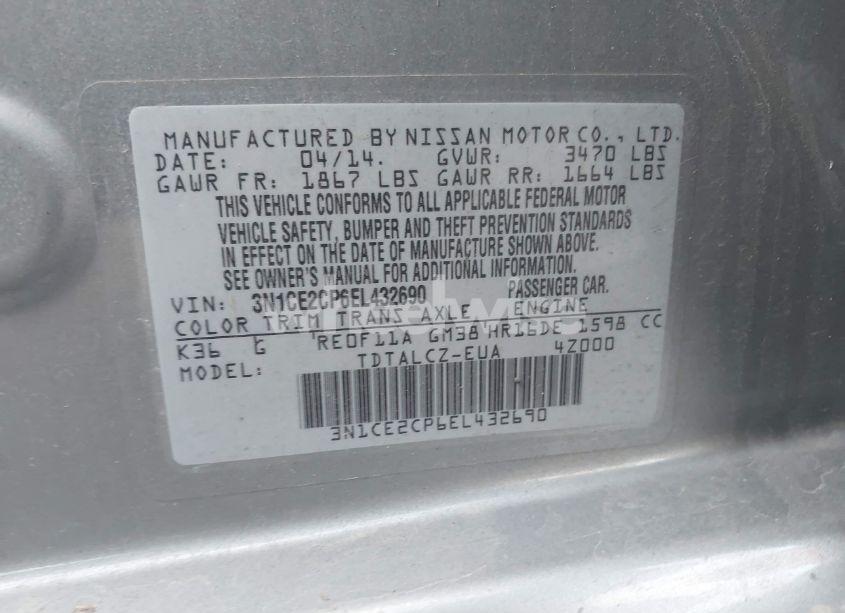 MANUFACTURED BY NISSAN MOTOR CO., LTD.
DATE: 04/14. GVWR: 3470 LBS
GAWR FR: 1867 LBS GAWR RR: 1664 LBS
THIS VEHICLE CONFORMS TO ALL APPLICABLE FEDERAL MOTOR
VEHICLE SAFETY, BUMPER AND THEFT PREVENTION STANDARDS
IN EFFECT ON THE DATE OF MANUFACTURE SHOWN ABOVE.
SEE OWNER'S MANUAL FOR ADDITIONAL INFORMATION.
VIN: 3N1CE2CP6EL432690 PASSENGER CAR.
COLOR TRIM TRANS AXLE ENGINE
K36 G RE0F11A GM38 HR16DE 1598 CC
MODEL: TDTALCZ-EUA 4Z000
3N1CE2CP6EL432690